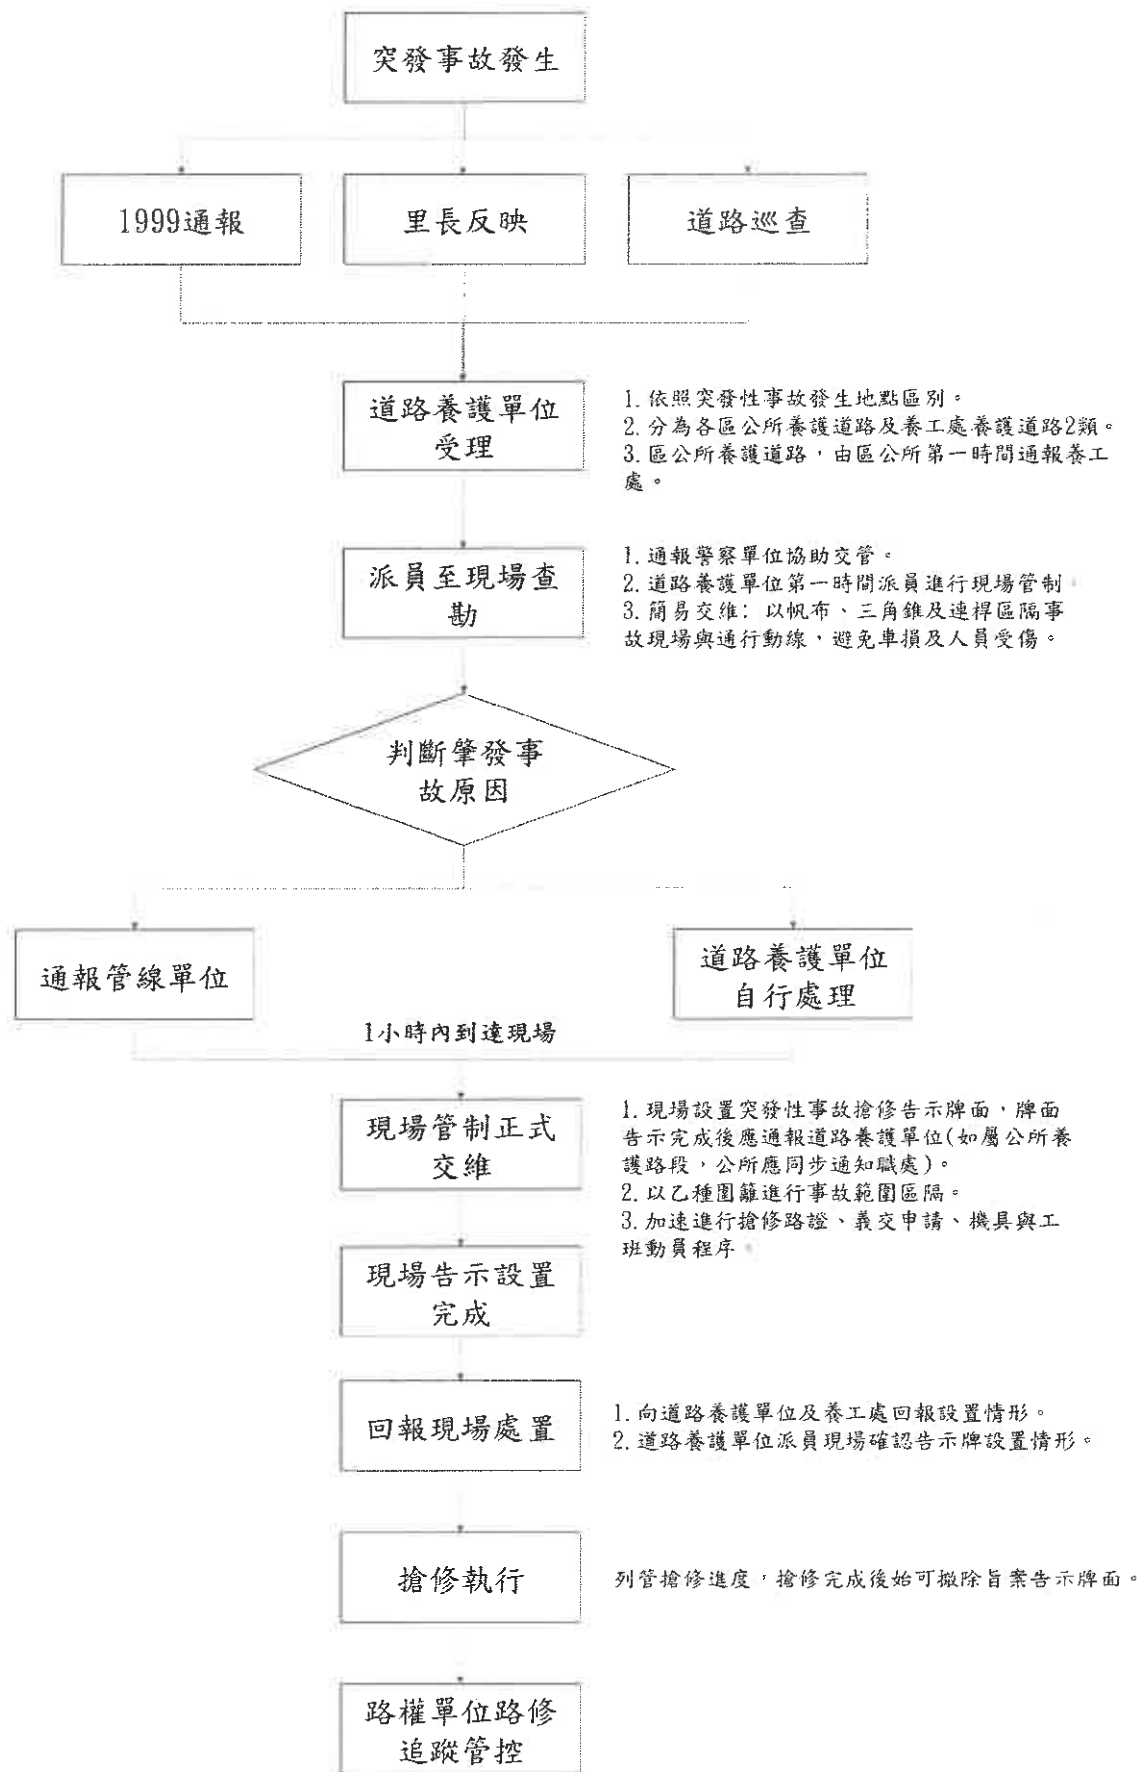 突發事故發生
1999通報
里長反映
道路巡查
道路養護單位
受理
1. 依照突發性事故發生地點區別。
2. 分為各區公所養護道路及養工處養護道路2類。
3. 區公所養護道路，由區公所第一時間通報養工
處。
派員至現場查
勘
1. 通報警察單位協助交管。
2. 道路養護單位第一時間派員進行現場管制。
3. 簡易交維：以帆布、三角錐及連桿區隔事
故現場與通行動線，避免車損及人員受傷。
判斷肇發事
故原因
通報管線單位
道路養護單位
自行處理
1小時內到達現場
現場管制正式
交維
1. 現場設置突發性事故搶修告示牌面，牌面
告示完成後應通報道路養護單位(如屬公所養
護路段，公所應同步通知職處)。
2. 以乙種圍籬進行事故範圍區隔。
3. 加速進行搶修路證、義交申請、機具與工
班動員程序。
現場告示設置
完成
回報現場處置
1. 向道路養護單位及養工處回報設置情形。
2. 道路養護單位派員現場確認告示牌設置情形。
搶修執行
列管搶修進度，搶修完成後始可撤除旨案告示牌面。
路權單位路修
追蹤管控